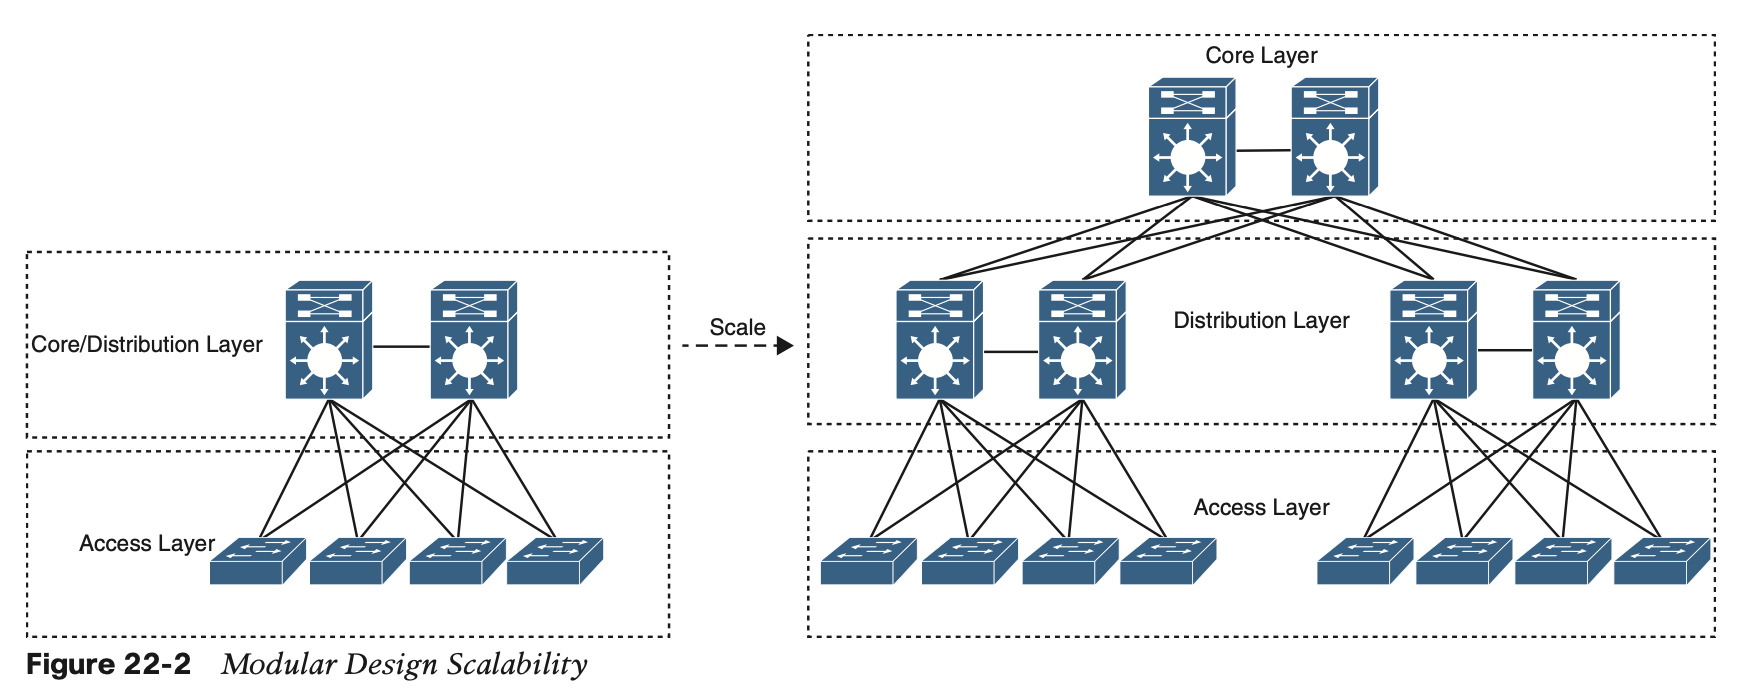 Core Layer
Core/Distribution Layer
Scale
Distribution Layer
Access Layer
Access Layer
Figure 22-2 Modular Design Scalability